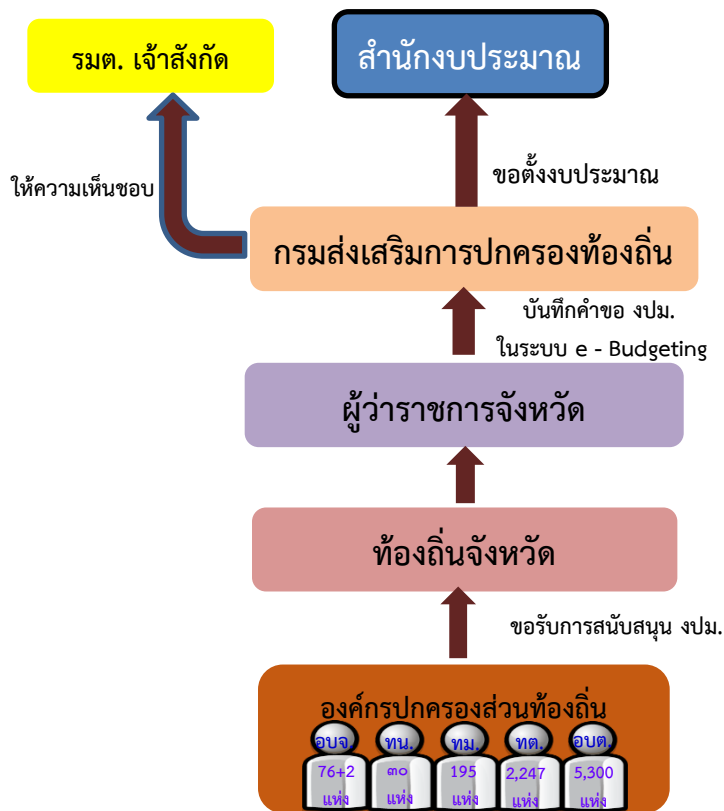 รมต. เจ้าสังกัด
สำนักงบประมาณ
ให้ความเห็นชอบ
ขอตั้งงบประมาณ
กรมส่งเสริมการปกครองท้องถิ่น
บันทึกคำขอ งปม.
ในระบบ e - Budgeting
ผู้ว่าราชการจังหวัด
ท้องถิ่นจังหวัด
ขอรับการสนับสนุน งปม.
องค์กรปกครองส่วนท้องถิ่น
อบจ. ทน. ทม. ทต. อบต.
76+2 ๓๐ 195 2,247 5,300
แห่ง แห่ง แห่ง แห่ง แห่ง